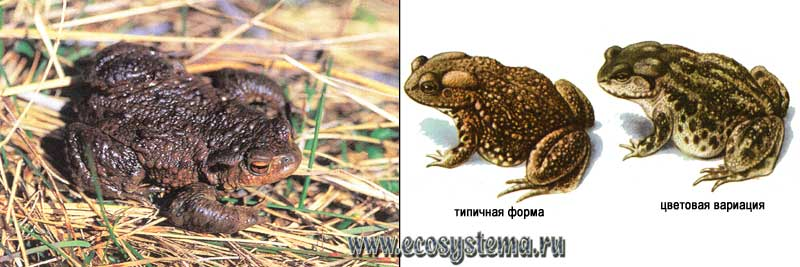 типичная форма
цветовая вариация
www.ecosystema.ru